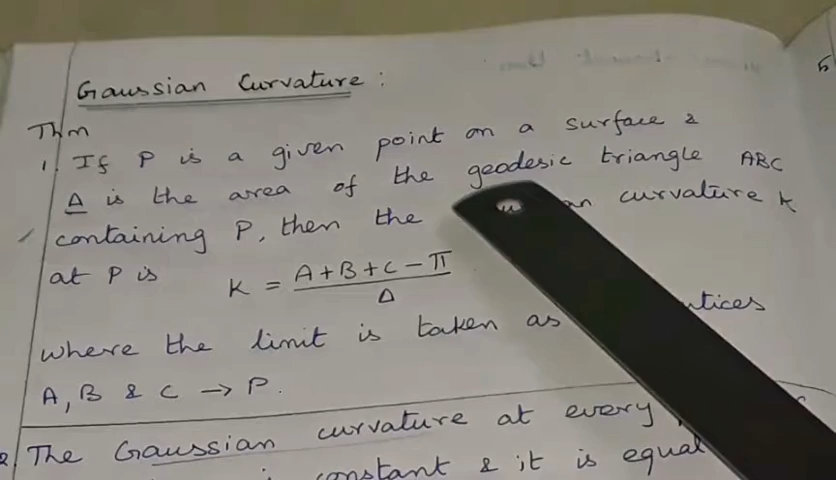 Gaussian Curvature:
Thm
1. If P is a given point on a surface &
Δ is the area of the geodesic triangle ABC
containing P, then the curvature K
at P is K = A+B+C-π / Δ
where the limit is taken as
A, B & C → P.
2. The Gaussian curvature at every
constant & it is equal